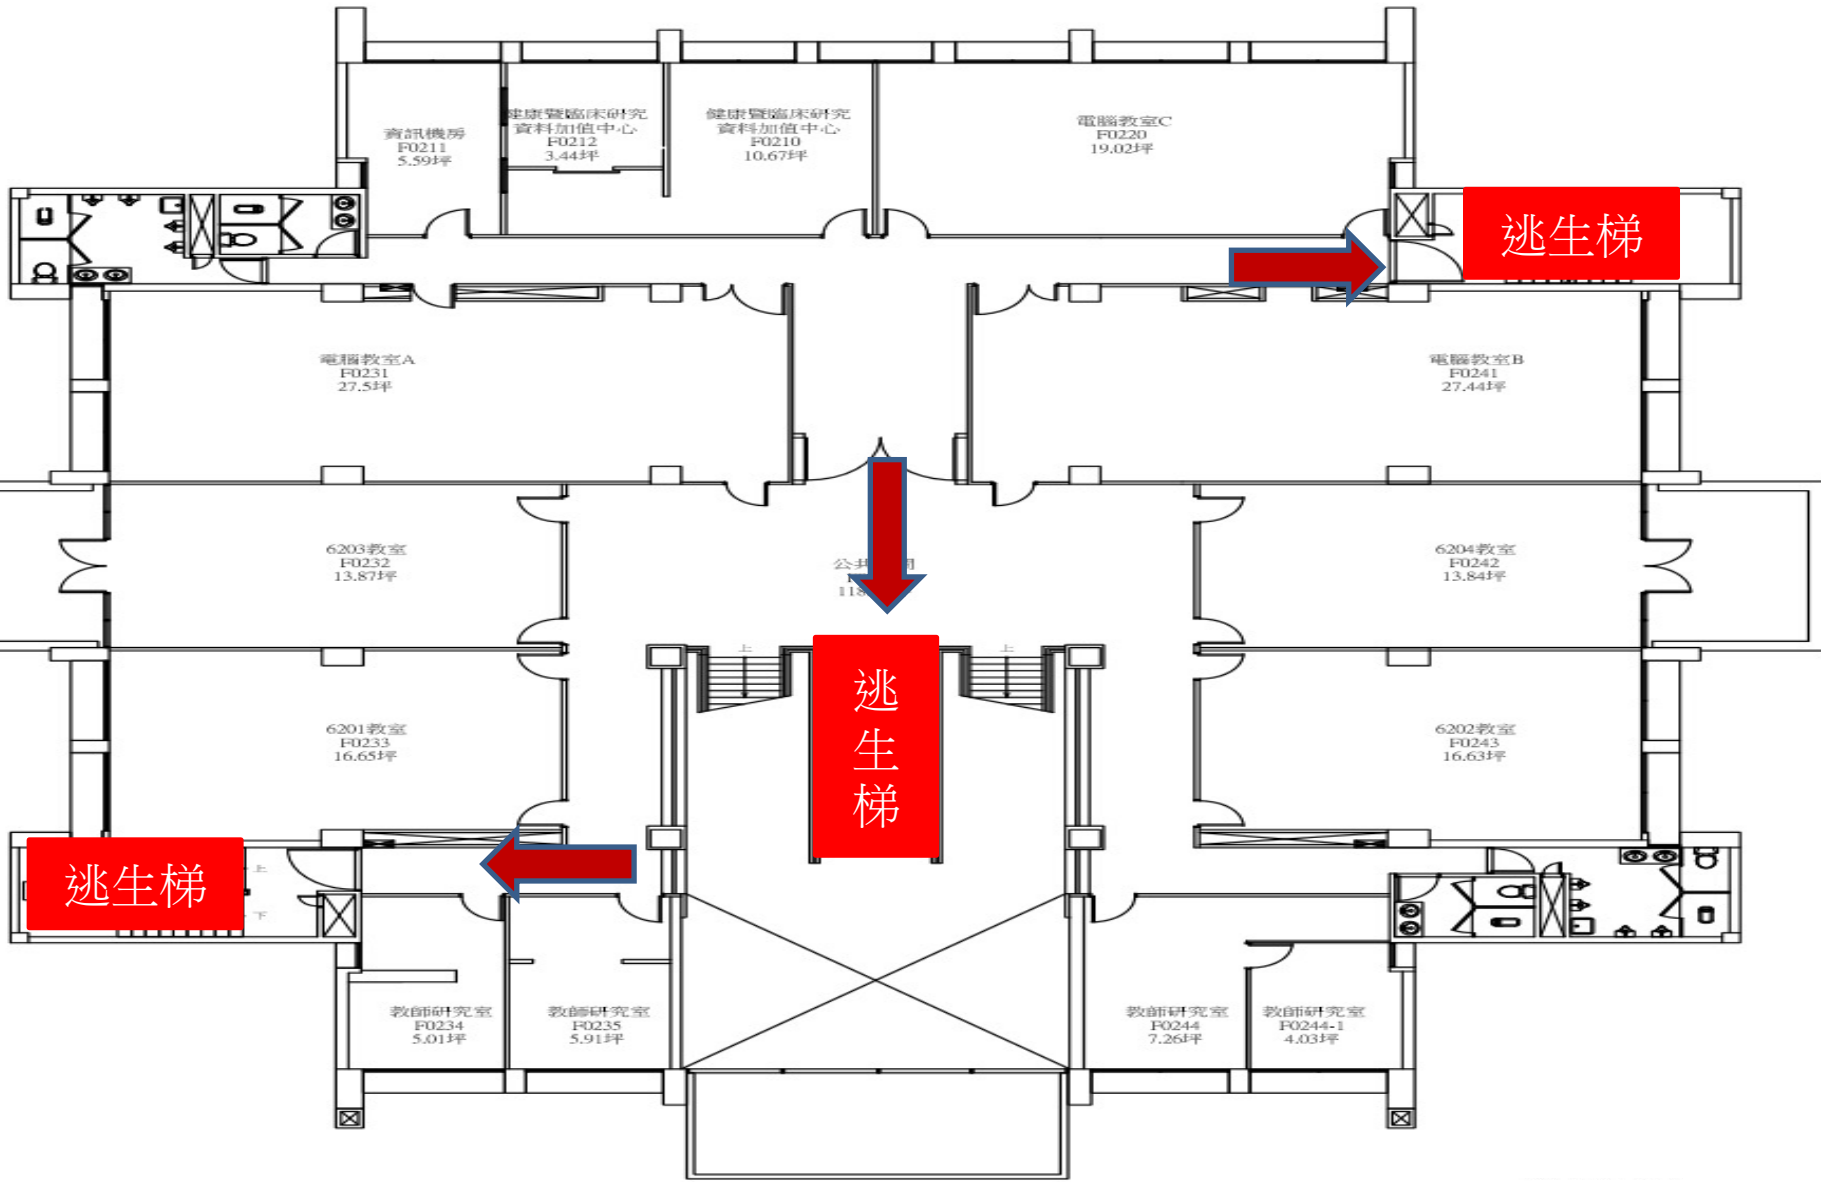 資訊機房
F0211
5.59坪
健康暨臨床研究
資料加值中心
F0212
3.44坪
健康暨臨床研究
資料加值中心
F0210
10.67坪
電腦教室C
F0220
19.02坪
逃生梯
電腦教室A
F0231
27.5坪
電腦教室B
F0241
27.44坪
6203教室
F0232
13.87坪
公共
118
6204教室
F0242
13.84坪
上
上
逃生梯
6201教室
F0233
16.65坪
6202教室
F0243
16.63坪
逃生梯
上
下
教師研究室
F0234
5.01坪
教師研究室
F0235
5.91坪
教師研究室
F0244
7.26坪
教師研究室
F0244-1
4.03坪